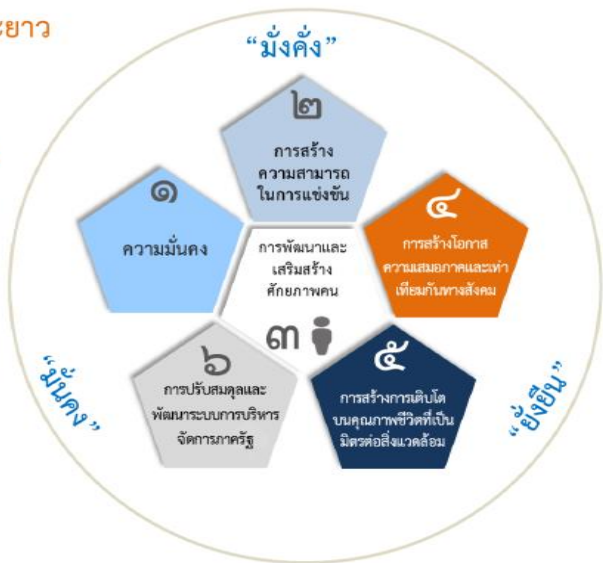 ะยาว
“มั่งคั่ง”
๒
การสร้าง
ความสามารถ
ในการแข่งขัน
๑
ความมั่นคง
๔
การสร้างโอกาส
ความเสมอภาคและเท่า
เทียมกันทางสังคม
การพัฒนาและ
เสริมสร้าง
ศักยภาพคน
๓
๖
การปรับสมดุลและ
พัฒนาระบบการบริหาร
จัดการภาครัฐ
๕
การสร้างการเติบโต
บนคุณภาพชีวิตที่เป็น
มิตรต่อสิ่งแวดล้อม
“มั่นคง”
“ยั่งยืน”